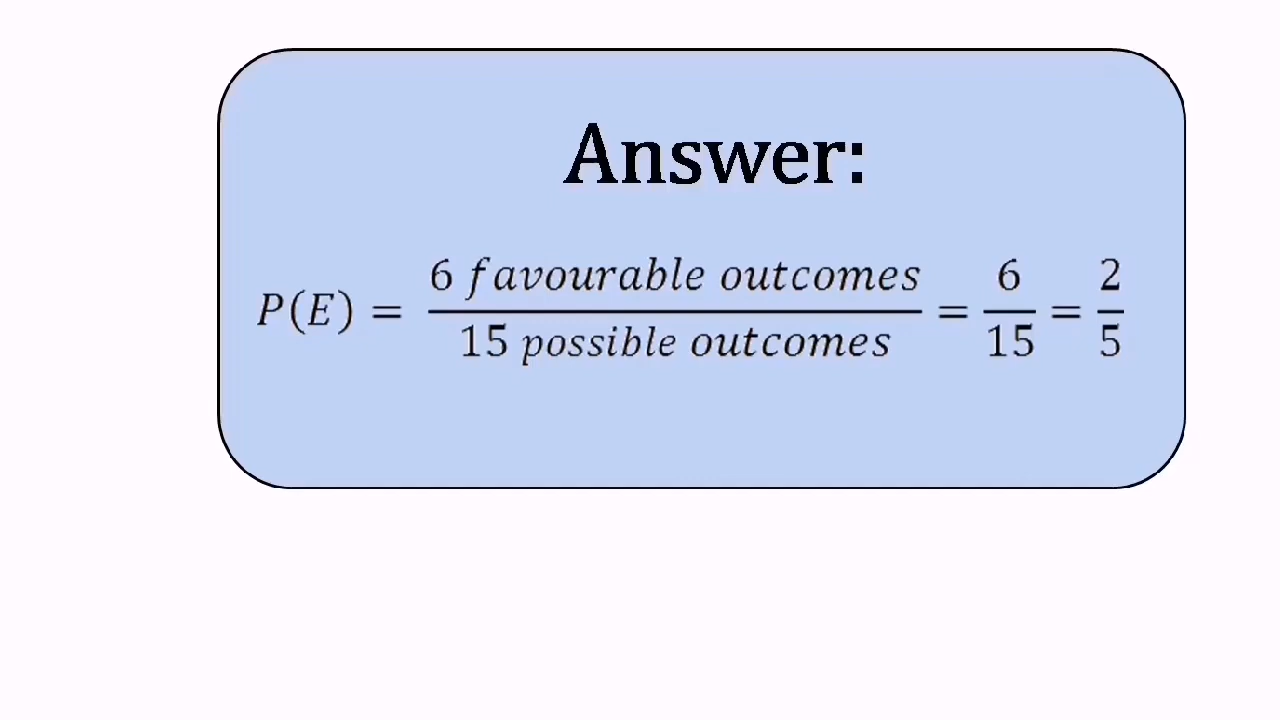 Answer:
P(E) = 6 favourable outcomes / 15 possible outcomes = 6/15 = 2/5